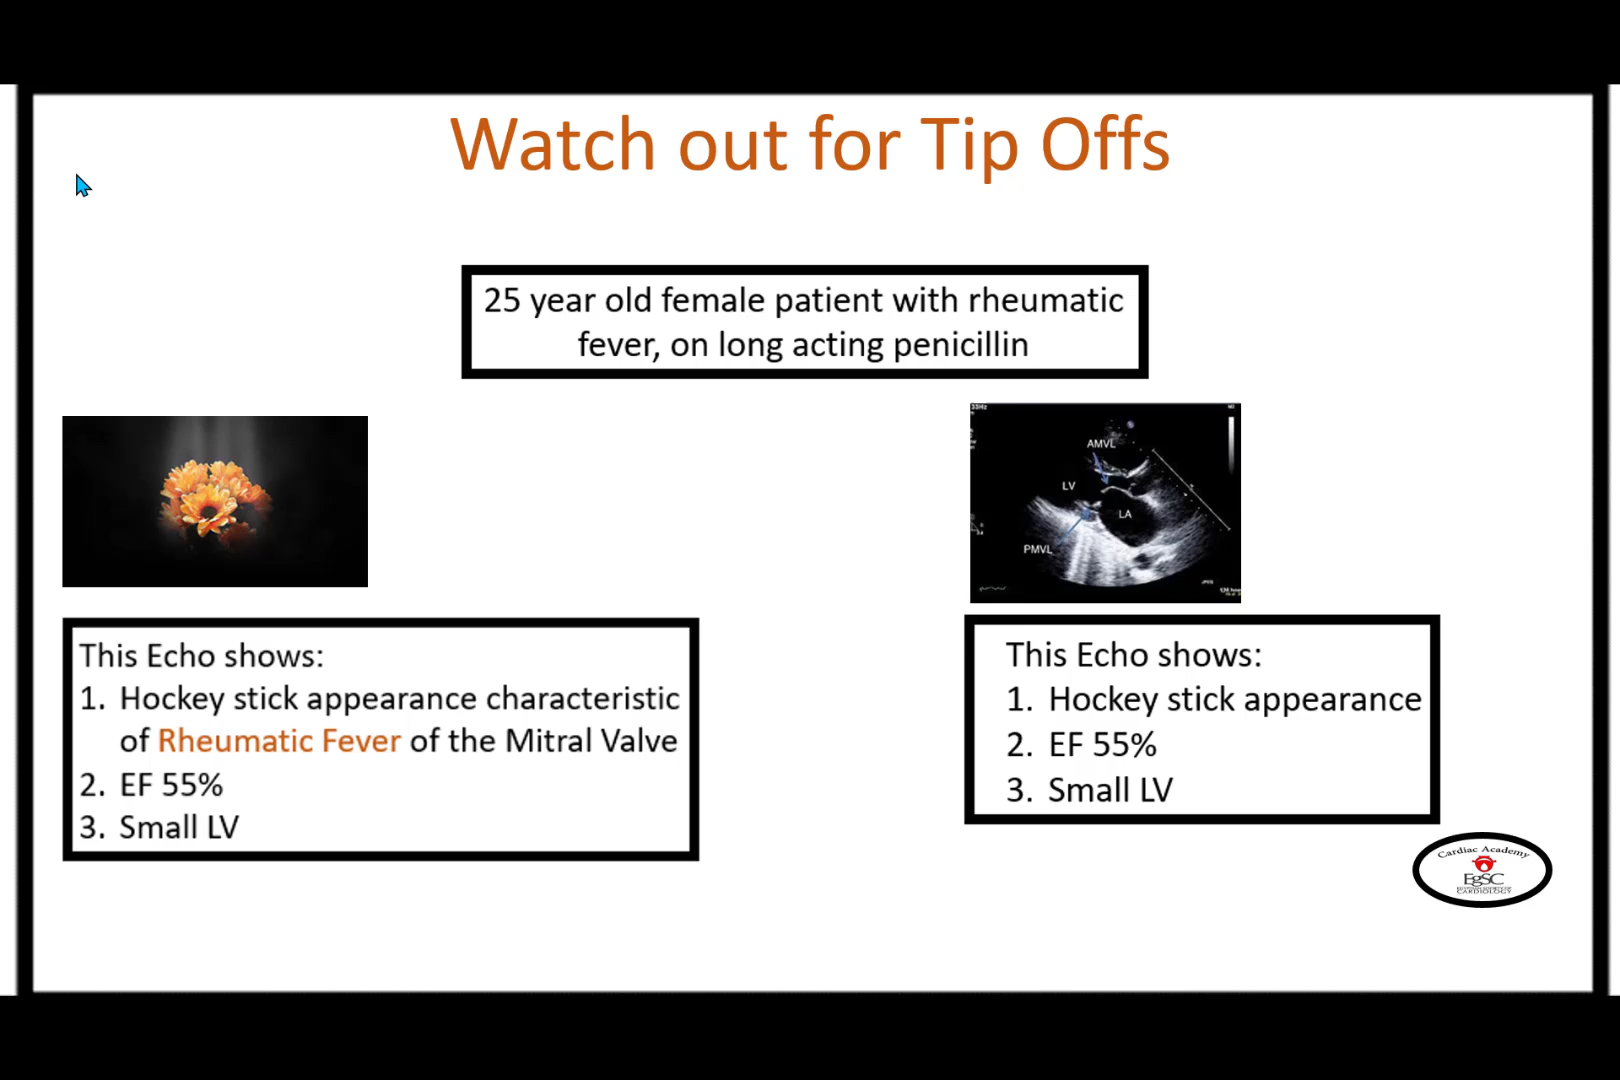 Watch out for Tip Offs
25 year old female patient with rheumatic
fever, on long acting penicillin
This Echo shows:
1. Hockey stick appearance characteristic
of Rheumatic Fever of the Mitral Valve
2. EF 55%
3. Small LV
AMVL
LV
LA
PMVL
This Echo shows:
1. Hockey stick appearance
2. EF 55%
3. Small LV
Cardiac Academy
EgSC
CARDIOLOGY